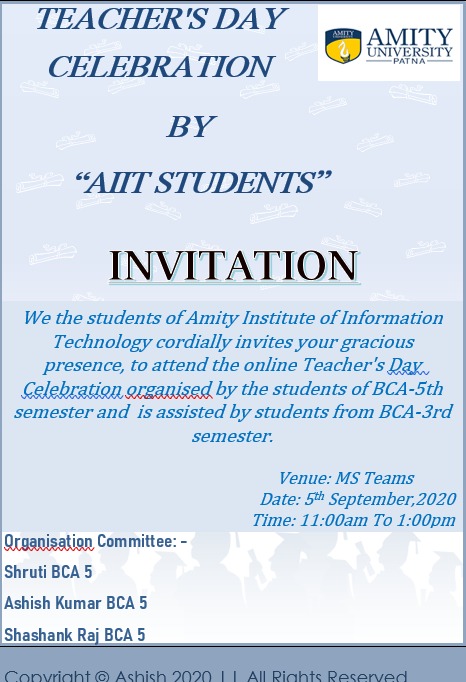 TEACHER'S DAY
CELEBRATION
BY
“AIIT STUDENTS”
AMITY
AMITY
UNIVERSITY
PATNA
INVITATION
We the students of Amity Institute of Information
Technology cordially invites your gracious
presence, to attend the online Teacher's Day
Celebration organised by the students of BCA-5th
semester and is assisted by students from BCA-3rd
semester.
Venue: MS Teams
Date: 5th September,2020
Time: 11:00am To 1:00pm
Organisation Committee: -
Shruti BCA 5
Ashish Kumar BCA 5
Shashank Raj BCA 5
Copyright © Ashish 2020 || All Rights Reserved